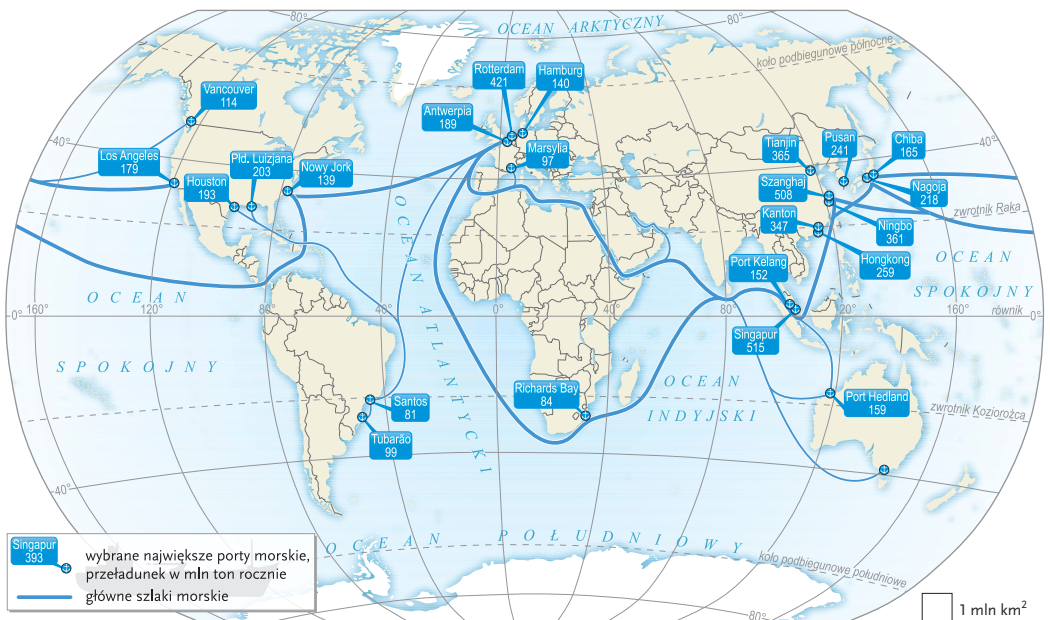 80°
80°
OCEAN ARKTYCZNY
koło podbiegunowe północne
Rotterdam
421
Hamburg
140
Vancouver
114
Antwerpia
189
40°
40°
Marsylia
97
Los Angeles
179
Płd. Luizjana
203
Nowy Jork
139
Houston
193
Tianjin
365
Pusan
241
Chiba
165
Szanghaj
508
Nagoja
218
zwrotnik Raka
Kanton
347
Ningbo
361
Hongkong
259
OCEAN
SPOKOJNY
Port Kelang
152
OCEAN
SPOKOJNY
OCEAN ATLANTYCKI
0°
160°
120°
80°
40°
0°
40°
80°
120°
160°
równik
0°
Singapur
515
Richards Bay
84
OCEAN
INDYJSKI
Port Hedland
159
zwrotnik Koziorożca
Santos
81
Tubarão
99
40°
OCEAN POŁUDNIOWY
koło podbiegunowe południowe
80°
Singapur
393
wybrane największe porty morskie,
przeładunek w mln ton rocznie
główne szlaki morskie
1 mln km²